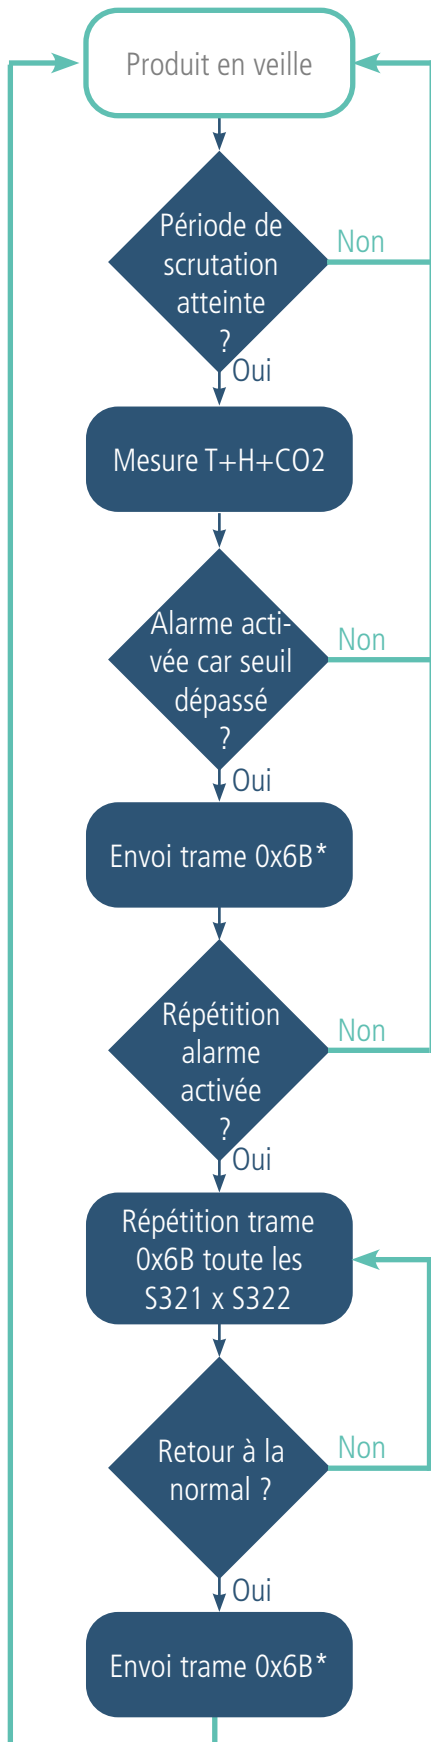 Produit en veille
Période de
scrutation
atteinte
?
Non
Oui
Mesure T+H+CO2
Alarme acti-
vée car seuil
dépassé
?
Non
Oui
Envoi trame 0x6B*
Répétition
alarme
activée
?
Non
Oui
Répétition trame
0x6B toute les
S321 x S322
Retour à la
normal ?
Non
Oui
Envoi trame 0x6B*